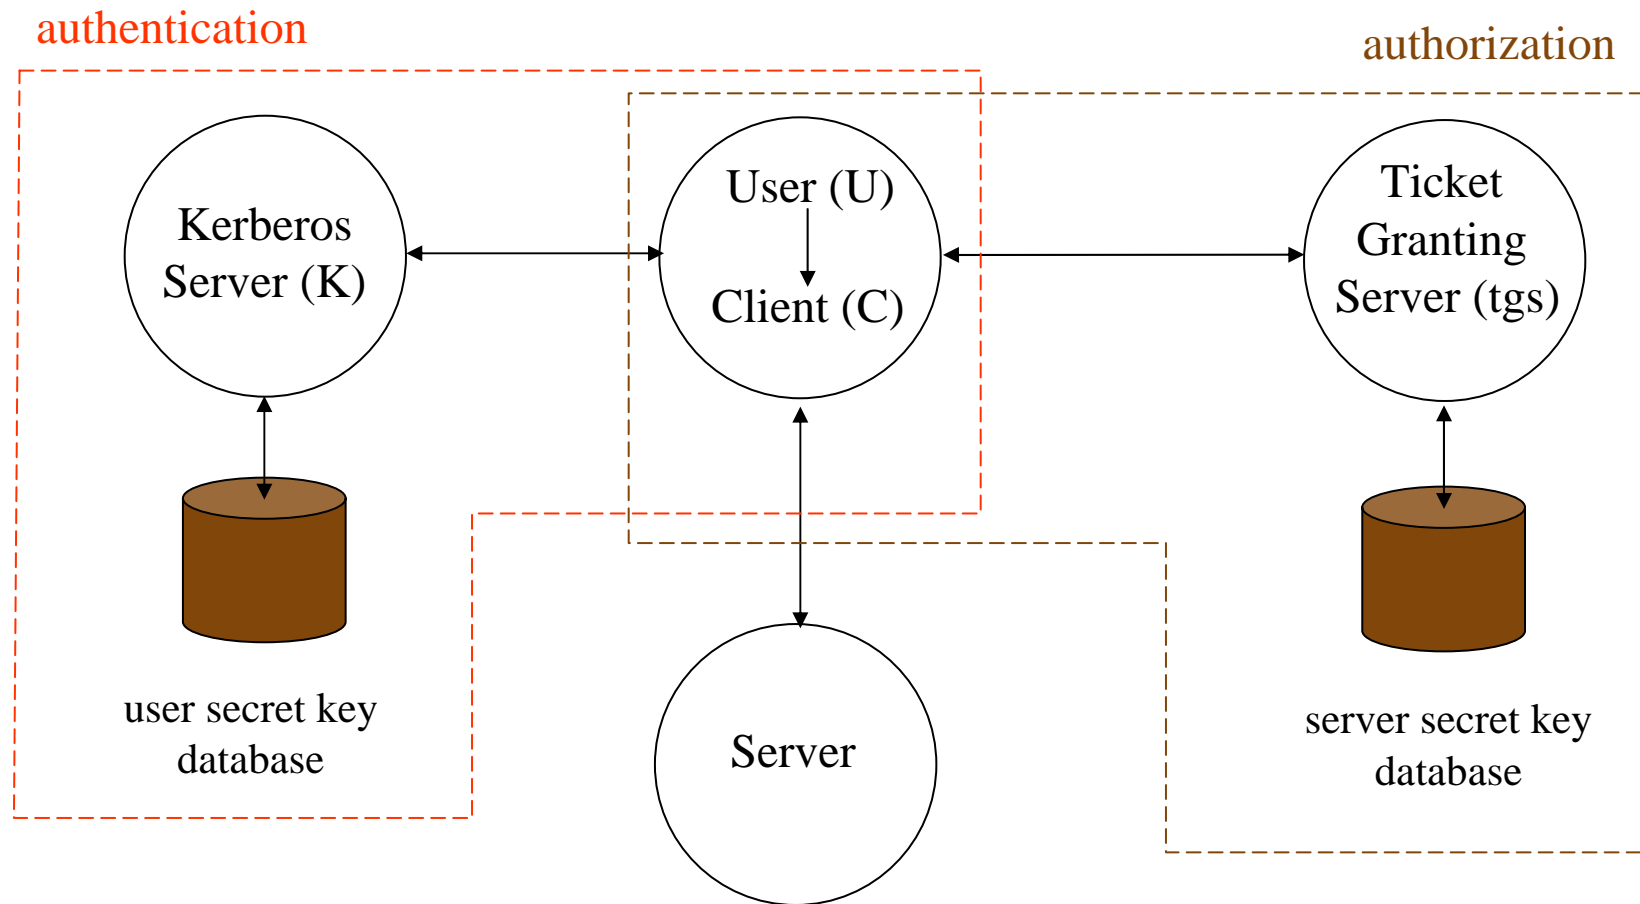 authentication
authorization
Kerberos
Server (K)
User (U)
Client (C)
Ticket
Granting
Server (tgs)
user secret key
database
Server
server secret key
database